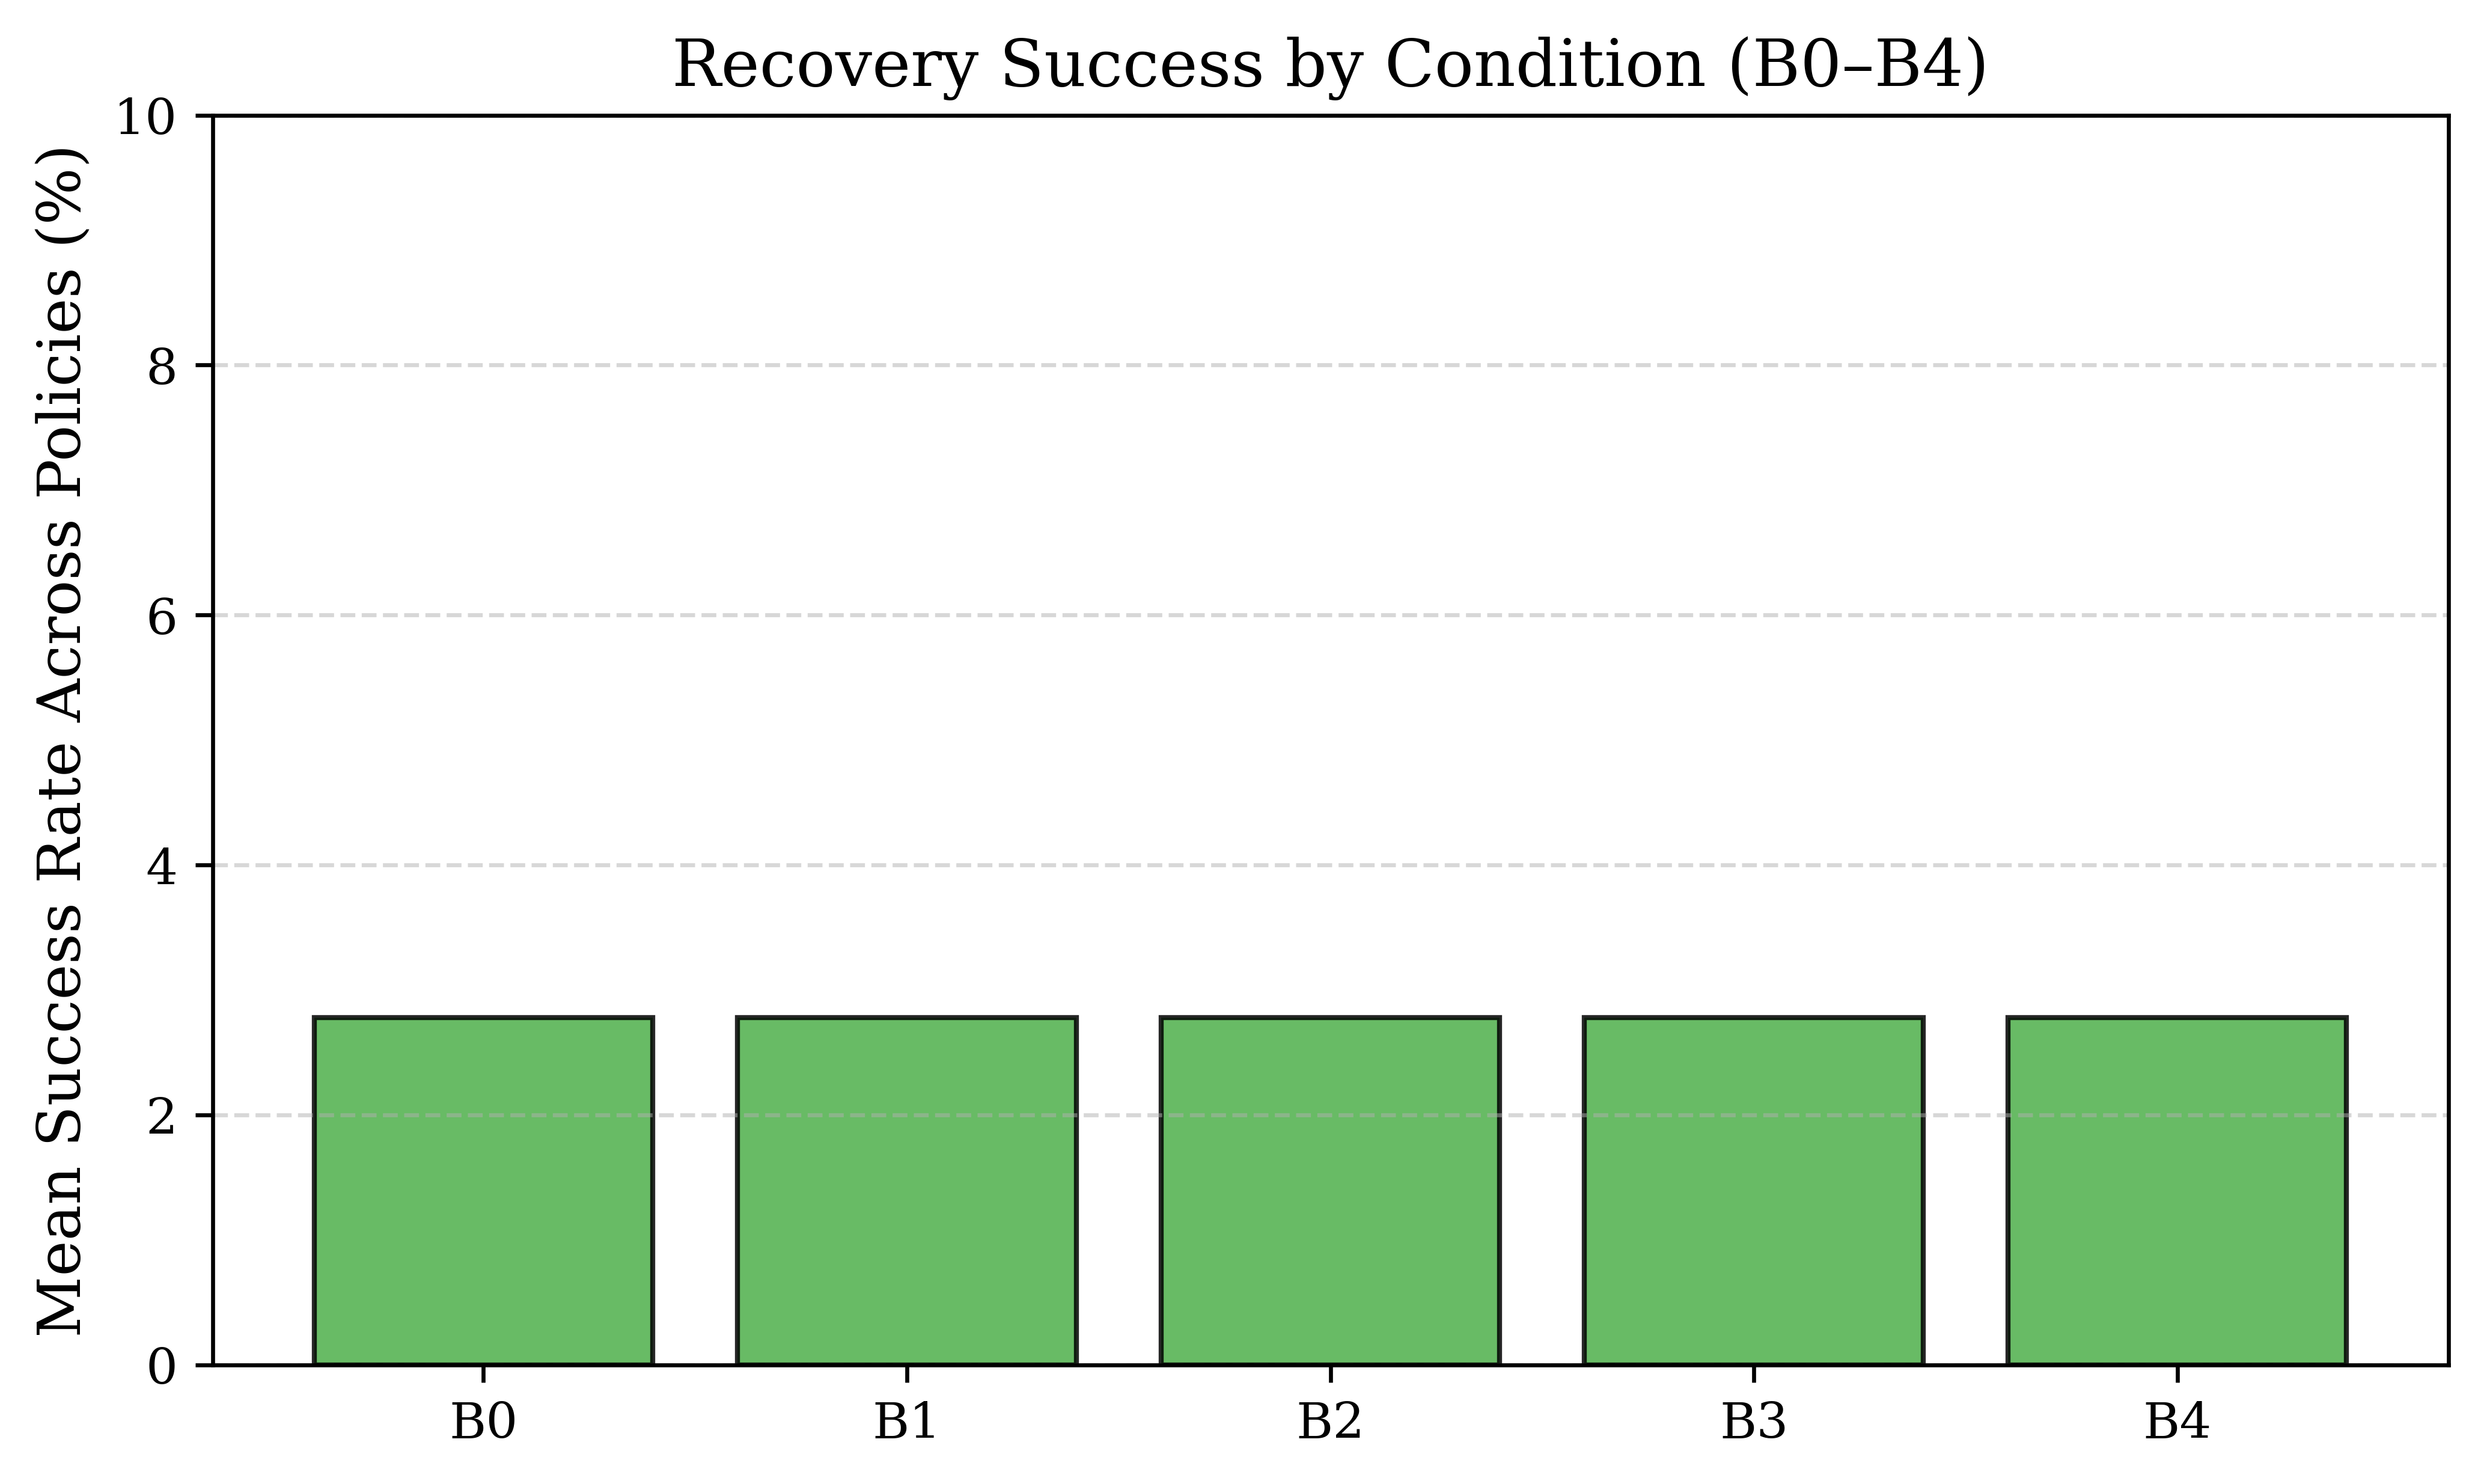 Recovery Success by Condition (B0–B4)
Mean Success Rate Across Policies (%)
10
8
6
4
2
0
B0 B1 B2 B3 B4